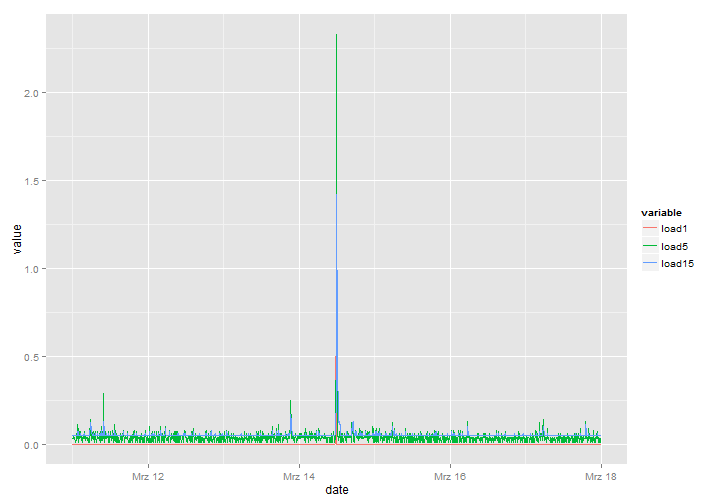 value
2.0
1.5
1.0
0.5
0.0
Mrz 12
Mrz 14
Mrz 16
Mrz 18
date
variable
load1
load5
load15